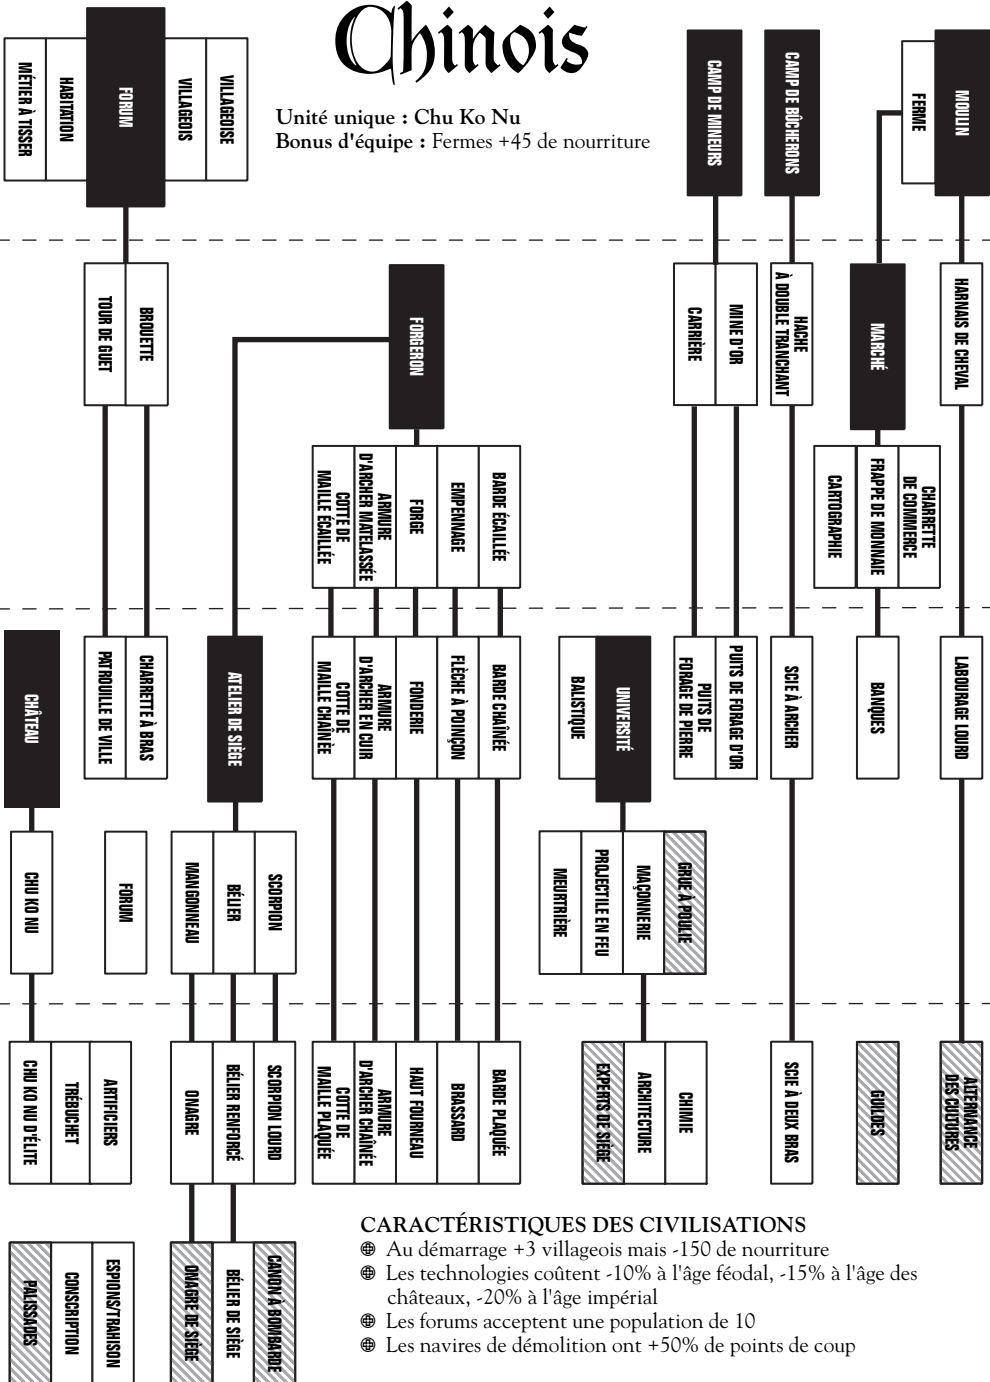 Chinois
Unité unique : Chu Ko Nu
Bonus d'équipe : Fermes +45 de nourriture
MÉTIER À TISSER
HABITATION
FORUM
VILLAGEOIS
VILLAGEOISE
CAMP DE MINEURS
CAMP DE BÛCHERONS
FERME
MOULIN
TOUR DE GUET
BROUETTE
FORGERON
CARRIÈRE
MINE D'OR
HACHE
À DOUBLE TRANCHANT
MARCHÉ
HARNAIS DE CHEVAL
COTTE DE
MAILLE ÉCAILLÉE
ARMURE
D'ARCHER MATELASSÉE
FORGE
EMPENNAGE
BARDE ÉCAILLÉE
CARTOGRAPHIE
FRAPPE DE MONNAIE
CHARRETTE
DE COMMERCE
CHÂTEAU
PATROUILLE DE VILLE
CHARRETTE À BRAS
ATELIER DE SIÈGE
COTTE DE
MAILLE CHAÎNÈE
ARMURE
D'ARCHER EN CUIR
FONDERIE
FLÈCHE À POINÇON
BARDE CHAÎNÉE
BALISTIQUE
UNIVERSITÉ
PUITS DE
FORAGE DE PIERRE
PUITS DE FORAGE D'OR
SCIE À ARCHER
BANQUES
LABOURAGE LOURD
CHU KO NU
FORUM
MANGONNEAU
BÉLIER
SCORPION
MEURTRIÈRE
PROJECTILE EN FEU
MAÇONNERIE
GRUE À POULIE
CHU KO NU D'ÉLITE
TRÉBUCHET
ARTIFICIERS
ONAGRE
BÉLIER RENFORCÉ
SCORPION LOURD
COTTE DE
MAILLE PLAQUÉE
ARMURE
D'ARCHER CHAÎNÉE
HAUT FOURNEAU
BRASSARD
BARDE PLAQUÉE
EXPERTS DE SIÈGE
ARCHITECTURE
CHIMIE
SCIE À DEUX BRAS
GUILDES
ALTERNANCE
DES CULTURES
PALISSADES
CONSCRIPTION
ESPIONS/TRAHISON
ONAGRE DE SIÈGE
BÉLIER DE SIÈGE
CANON À BOMBARDE
CARACTÉRISTIQUES DES CIVILISATIONS
Au démarrage +3 villageois mais -150 de nourriture
Les technologies coûtent -10% à l'âge féodal, -15% à l'âge des
châteaux, -20% à l'âge impérial
Les forums acceptent une population de 10
Les navires de démolition ont +50% de points de coup